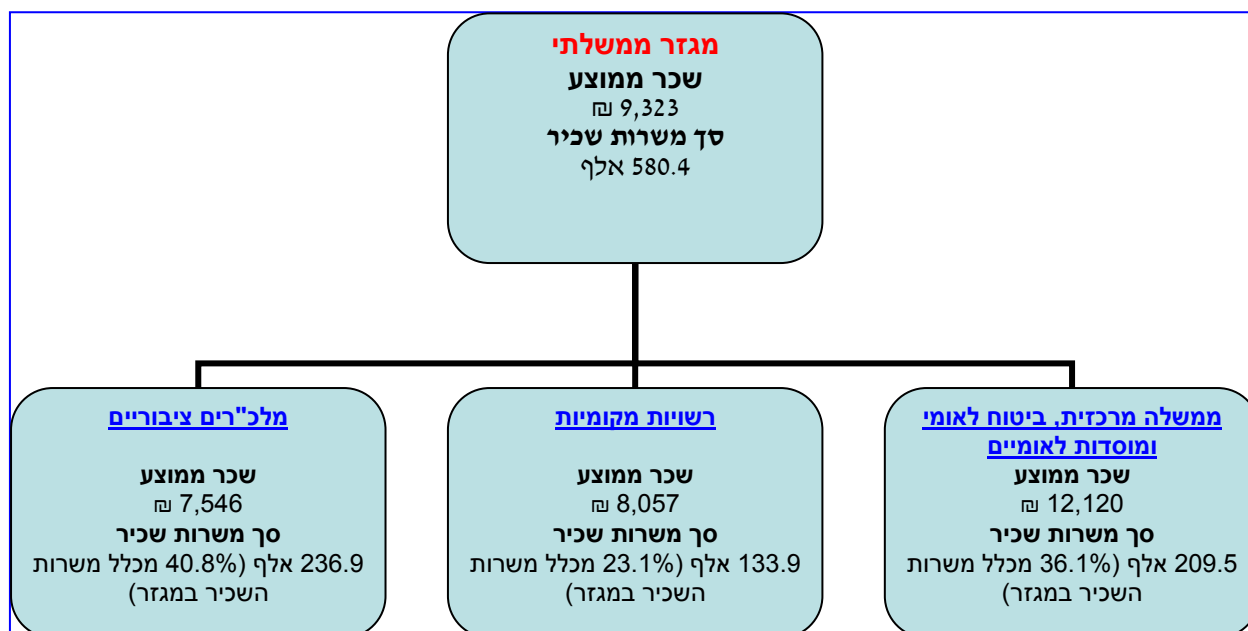 מגזר ממשלתי
שכר ממוצע
9,323 ₪
סך משרות שכיר
580.4 אלף
ממשלה מרכזית, ביטוח לאומי
ומוסדות לאומיים
שכר ממוצע
12,120 ₪
סך משרות שכיר
209.5 אלף (36.1% מכלל משרות
השכיר במגזר)
רשויות מקומיות
שכר ממוצע
8,057 ₪
סך משרות שכיר
133.9 אלף (23.1% מכלל משרות
השכיר במגזר)
מלכ"רים ציבוריים
שכר ממוצע
7,546 ₪
סך משרות שכיר
236.9 אלף (40.8% מכלל משרות
השכיר במגזר)